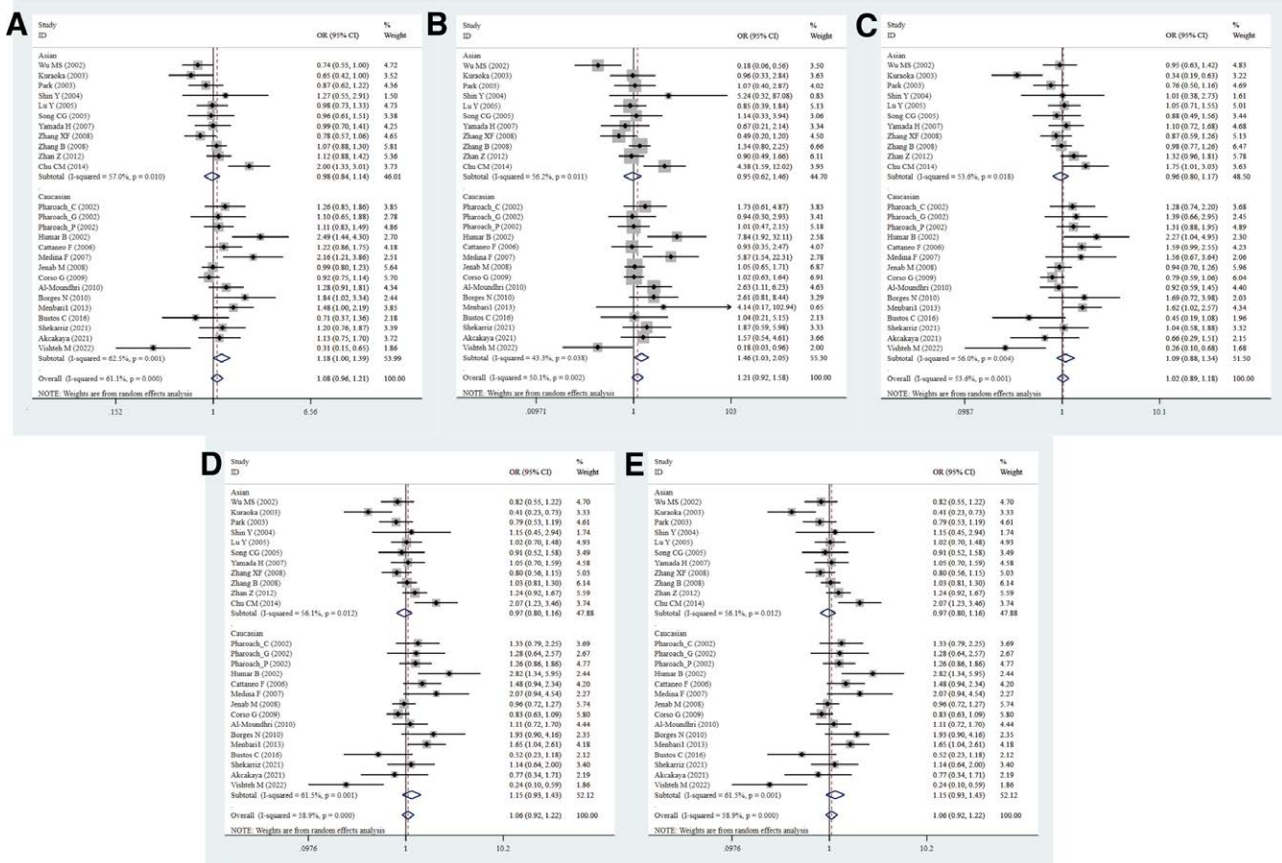 A
Study
%
ID OR (95% CI) Weight
Asian
Wu MS (2002) 0.74 (0.55, 1.00) 4.72
Kuraoka (2003) 0.65 (0.42, 1.00) 3.52
Park (2003) 0.87 (0.62, 1.22) 4.36
Shin Y (2004) 1.27 (0.55, 2.91) 1.50
Lu Y (2005) 0.98 (0.73, 1.33) 4.73
Song CG (2005) 0.96 (0.61, 1.51) 3.38
Yamada H (2007) 0.99 (0.70, 1.41) 4.25
Zhang XF (2008) 0.78 (0.57, 1.06) 4.65
Zhang B (2008) 1.07 (0.88, 1.30) 5.81
Zhan Z (2012) 1.12 (0.88, 1.42) 5.36
Chu CM (2014) 2.00 (1.33, 3.01) 3.73
Subtotal (I-squared = 57.0%, p = 0.010) 0.98 (0.84, 1.14) 46.01
.
Caucasian
Pharoach_C (2002) 1.26 (0.85, 1.86) 3.85
Pharoach_G (2002) 1.10 (0.65, 1.88) 2.78
Pharoach_P (2002) 1.11 (0.83, 1.49) 4.86
Humar B (2002) 2.49 (1.44, 4.30) 2.70
Cattaneo F (2006) 1.22 (0.86, 1.75) 4.18
Medina F (2007) 2.16 (1.21, 3.86) 2.51
Jenab M (2008) 0.99 (0.80, 1.23) 5.64
Corso G (2009) 0.92 (0.75, 1.14) 5.70
Al-Moundhri (2010) 1.28 (0.91, 1.81) 4.34
Borges N (2010) 1.84 (1.02, 3.34) 2.44
Menbari1 (2013) 1.48 (1.00, 2.19) 3.85
Bustos C (2016) 0.71 (0.37, 1.36) 2.18
Shekarriz (2021) 1.20 (0.76, 1.87) 3.39
Akcakaya (2021) 1.13 (0.75, 1.70) 3.72
Vishteh M (2022) 0.31 (0.15, 0.65) 1.86
Subtotal (I-squared = 62.5%, p = 0.001) 1.18 (1.00, 1.39) 53.99
.
Overall (I-squared = 61.1%, p = 0.000) 1.08 (0.96, 1.21) 100.00
NOTE: Weights are from random effects analysis
.152 1 6.56
B
Study
%
ID OR (95% CI) Weight
Asian
Wu MS (2002) 0.18 (0.06, 0.56) 3.50
Kuraoka (2003) 0.96 (0.33, 2.84) 3.63
Park (2003) 1.07 (0.40, 2.87) 4.02
Shin Y (2004) 5.24 (0.32, 87.08) 0.83
Lu Y (2005) 0.85 (0.39, 1.84) 5.13
Song CG (2005) 1.14 (0.33, 3.94) 3.06
Yamada H (2007) 0.67 (0.21, 2.14) 3.34
Zhang XF (2008) 0.49 (0.20, 1.20) 4.50
Zhang B (2008) 1.34 (0.80, 2.25) 6.66
Zhan Z (2012) 0.90 (0.49, 1.66) 6.11
Chu CM (2014) 4.38 (1.59, 12.02) 3.93
Subtotal (I-squared = 56.2%, p = 0.011) 0.95 (0.62, 1.46) 44.70
.
Caucasian
Pharoach_C (2002) 1.73 (0.61, 4.87) 3.83
Pharoach_G (2002) 0.94 (0.30, 2.93) 3.41
Pharoach_P (2002) 1.01 (0.47, 2.15) 5.18
Humar B (2002) 7.84 (1.92, 32.11) 2.58
Cattaneo F (2006) 0.93 (0.35, 2.47) 4.07
Medina F (2007) 5.87 (1.54, 22.31) 2.78
Jenab M (2008) 1.05 (0.65, 1.71) 6.87
Corso G (2009) 1.02 (0.63, 1.64) 6.91
Al-Moundhri (2010) 2.63 (1.11, 6.23) 4.63
Borges N (2010) 2.61 (0.81, 8.44) 3.29
Menbari1 (2013) 4.14 (0.17, 102.94) 0.65
Bustos C (2016) 1.04 (0.21, 5.15) 2.13
Shekarriz (2021) 1.87 (0.59, 5.98) 3.33
Akcakaya (2021) 1.57 (0.54, 4.61) 3.66
Vishteh M (2022) 0.18 (0.03, 0.96) 2.00
Subtotal (I-squared = 43.3%, p = 0.038) 1.46 (1.03, 2.05) 55.30
.
Overall (I-squared = 50.1%, p = 0.002) 1.21 (0.92, 1.58) 100.00
NOTE: Weights are from random effects analysis
.00971 1 103
C
Study
%
ID OR (95% CI) Weight
Asian
Wu MS (2002) 0.95 (0.63, 1.42) 4.83
Kuraoka (2003) 0.34 (0.19, 0.63) 3.22
Park (2003) 0.76 (0.50, 1.16) 4.69
Shin Y (2004) 1.01 (0.38, 2.73) 1.61
Lu Y (2005) 1.05 (0.71, 1.55) 5.01
Song CG (2005) 0.88 (0.49, 1.56) 3.44
Yamada H (2007) 1.10 (0.72, 1.68) 4.68
Zhang XF (2008) 0.87 (0.59, 1.26) 5.13
Zhang B (2008) 0.98 (0.77, 1.26) 6.47
Zhan Z (2012) 1.32 (0.96, 1.81) 5.78
Chu CM (2014) 1.75 (1.01, 3.03) 3.63
Subtotal (I-squared = 53.6%, p = 0.018) 0.96 (0.80, 1.17) 48.50
.
Caucasian
Pharoach_C (2002) 1.28 (0.74, 2.20) 3.68
Pharoach_G (2002) 1.39 (0.66, 2.95) 2.45
Pharoach_P (2002) 1.31 (0.88, 1.95) 4.89
Humar B (2002) 2.27 (1.04, 4.95) 2.30
Cattaneo F (2006) 1.59 (0.99, 2.55) 4.23
Medina F (2007) 1.56 (0.67, 3.64) 2.06
Jenab M (2008) 0.94 (0.70, 1.26) 5.96
Corso G (2009) 0.79 (0.59, 1.06) 6.04
Al-Moundhri (2010) 0.92 (0.59, 1.45) 4.40
Borges N (2010) 1.69 (0.72, 3.98) 2.03
Menbari1 (2013) 1.62 (1.02, 2.57) 4.34
Bustos C (2016) 0.45 (0.19, 1.08) 1.96
Shekarriz (2021) 1.04 (0.58, 1.88) 3.32
Akcakaya (2021) 0.66 (0.29, 1.51) 2.15
Vishteh M (2022) 0.26 (0.10, 0.68) 1.68
Subtotal (I-squared = 56.0%, p = 0.004) 1.09 (0.88, 1.34) 51.50
.
Overall (I-squared = 53.6%, p = 0.001) 1.02 (0.89, 1.18) 100.00
NOTE: Weights are from random effects analysis
.0987 1 10.1
D
Study
%
ID OR (95% CI) Weight
Asian
Wu MS (2002) 0.82 (0.55, 1.22) 4.70
Kuraoka (2003) 0.41 (0.23, 0.73) 3.33
Park (2003) 0.79 (0.53, 1.19) 4.61
Shin Y (2004) 1.15 (0.45, 2.94) 1.74
Lu Y (2005) 1.02 (0.70, 1.48) 4.93
Song CG (2005) 0.91 (0.52, 1.58) 3.49
Yamada H (2007) 1.05 (0.70, 1.59) 4.58
Zhang XF (2008) 0.80 (0.56, 1.15) 5.03
Zhang B (2008) 1.03 (0.81, 1.30) 6.14
Zhan Z (2012) 1.24 (0.92, 1.67) 5.59
Chu CM (2014) 2.07 (1.23, 3.46) 3.74
Subtotal (I-squared = 56.1%, p = 0.012) 0.97 (0.80, 1.16) 47.88
.
Caucasian
Pharoach_C (2002) 1.33 (0.79, 2.25) 3.69
Pharoach_G (2002) 1.28 (0.64, 2.57) 2.67
Pharoach_P (2002) 1.26 (0.86, 1.86) 4.77
Humar B (2002) 2.82 (1.34, 5.95) 2.44
Cattaneo F (2006) 1.48 (0.94, 2.34) 4.20
Medina F (2007) 2.07 (0.94, 4.54) 2.27
Jenab M (2008) 0.96 (0.72, 1.27) 5.74
Corso G (2009) 0.83 (0.63, 1.09) 5.80
Al-Moundhri (2010) 1.11 (0.72, 1.70) 4.44
Borges N (2010) 1.93 (0.90, 4.16) 2.35
Menbari1 (2013) 1.65 (1.04, 2.61) 4.18
Bustos C (2016) 0.52 (0.23, 1.18) 2.12
Shekarriz (2021) 1.14 (0.64, 2.00) 3.40
Akcakaya (2021) 0.77 (0.34, 1.71) 2.19
Vishteh M (2022) 0.24 (0.10, 0.59) 1.86
Subtotal (I-squared = 61.5%, p = 0.001) 1.15 (0.93, 1.43) 52.12
.
Overall (I-squared = 58.9%, p = 0.000) 1.06 (0.92, 1.22) 100.00
NOTE: Weights are from random effects analysis
.0976 1 10.2
E
Study
%
ID OR (95% CI) Weight
Asian
Wu MS (2002) 0.82 (0.55, 1.22) 4.70
Kuraoka (2003) 0.41 (0.23, 0.73) 3.33
Park (2003) 0.79 (0.53, 1.19) 4.61
Shin Y (2004) 1.15 (0.45, 2.94) 1.74
Lu Y (2005) 1.02 (0.70, 1.48) 4.93
Song CG (2005) 0.91 (0.52, 1.58) 3.49
Yamada H (2007) 1.05 (0.70, 1.59) 4.58
Zhang XF (2008) 0.80 (0.56, 1.15) 5.03
Zhang B (2008) 1.03 (0.81, 1.30) 6.14
Zhan Z (2012) 1.24 (0.92, 1.67) 5.59
Chu CM (2014) 2.07 (1.23, 3.46) 3.74
Subtotal (I-squared = 56.1%, p = 0.012) 0.97 (0.80, 1.16) 47.88
.
Caucasian
Pharoach_C (2002) 1.33 (0.79, 2.25) 3.69
Pharoach_G (2002) 1.28 (0.64, 2.57) 2.67
Pharoach_P (2002) 1.26 (0.86, 1.86) 4.77
Humar B (2002) 2.82 (1.34, 5.95) 2.44
Cattaneo F (2006) 1.48 (0.94, 2.34) 4.20
Medina F (2007) 2.07 (0.94, 4.54) 2.27
Jenab M (2008) 0.96 (0.72, 1.27) 5.74
Corso G (2009) 0.83 (0.63, 1.09) 5.80
Al-Moundhri (2010) 1.11 (0.72, 1.70) 4.44
Borges N (2010) 1.93 (0.90, 4.16) 2.35
Menbari1 (2013) 1.65 (1.04, 2.61) 4.18
Bustos C (2016) 0.52 (0.23, 1.18) 2.12
Shekarriz (2021) 1.14 (0.64, 2.00) 3.40
Akcakaya (2021) 0.77 (0.34, 1.71) 2.19
Vishteh M (2022) 0.24 (0.10, 0.59) 1.86
Subtotal (I-squared = 61.5%, p = 0.001) 1.15 (0.93, 1.43) 52.12
.
Overall (I-squared = 58.9%, p = 0.000) 1.06 (0.92, 1.22) 100.00
NOTE: Weights are from random effects analysis
.0976 1 10.2